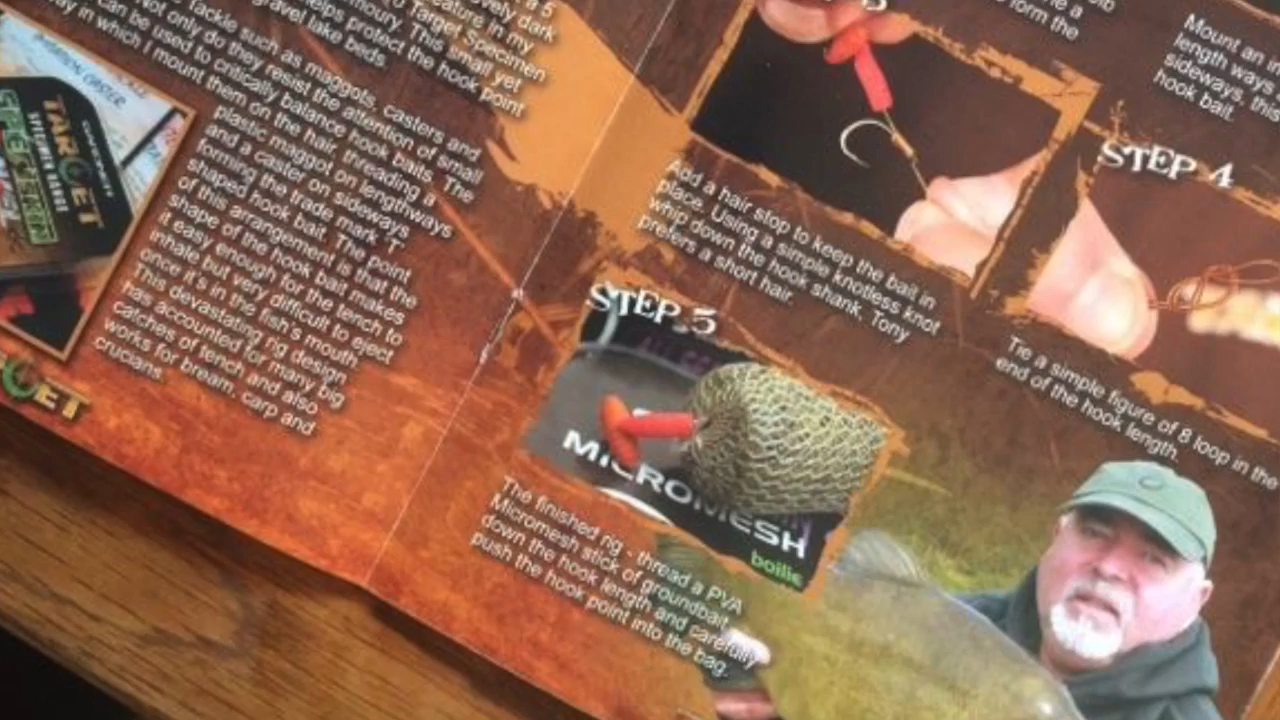 a 5
vely dark
eature in my
Target Specimen
moury. This small yet
helps protect the hook point
gravel lake beds.
tackle such as maggots, casters and
Not only do they resist the attention of small
can be used to critically balance hook baits. The
way in which I mount them on the hair, threading a
plastic maggot on lengthways
and a caster on sideways
forming the trade mark 'T'
shaped hook bait. The point
of this arrangement is that the
shape of the hook bait makes
it easy enough for the tench to
inhale but very difficult to eject
once it's in the fish's mouth.
This devastating rig design
has accounted for many big
catches of tench and also
works for bream, carp and
crucians.
CASTER
TARGET
SPECIMEN
form the
Add a hair stop to keep the bait in
place. Using a simple knotless knot
whip down the hook shank, Tony
prefers a short hair.
Mount an
length ways
sideways, this
hook bait.
STEP 4
Tie a simple figure of 8 loop in the
end of the hook length.
STEP 5
MICROMESH
boilie
The finished rig - thread a PVA
Micromesh stick of groundbait
down the hook length and carefully
push the hook point into the bag.